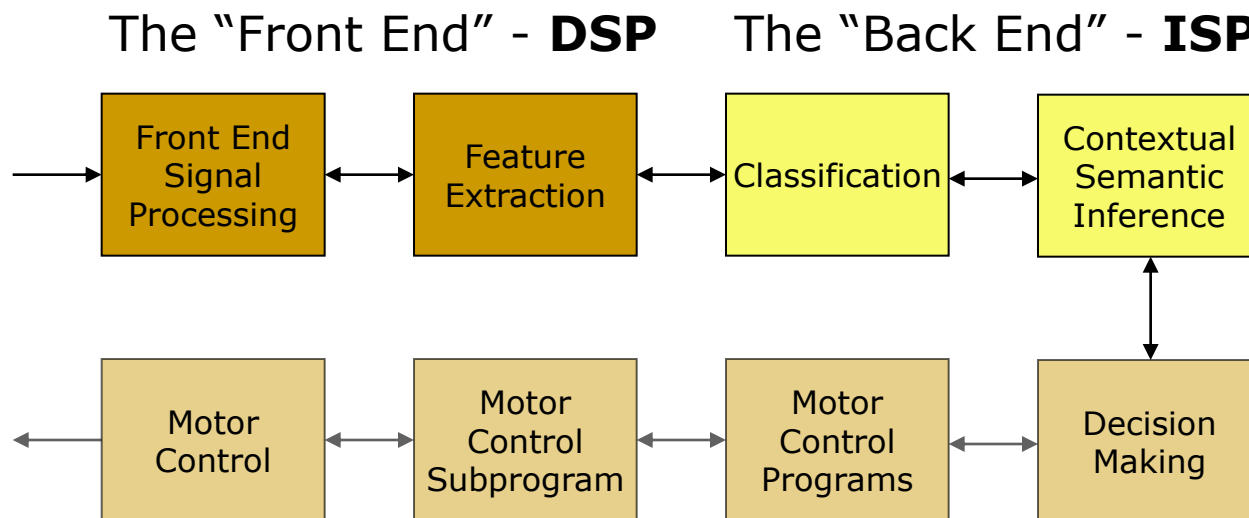 The “Front End” - DSP
The “Back End” - ISP
Front End
Signal
Processing
Feature
Extraction
Classification
Contextual
Semantic
Inference
Motor
Control
Motor
Control
Subprogram
Motor
Control
Programs
Decision
Making